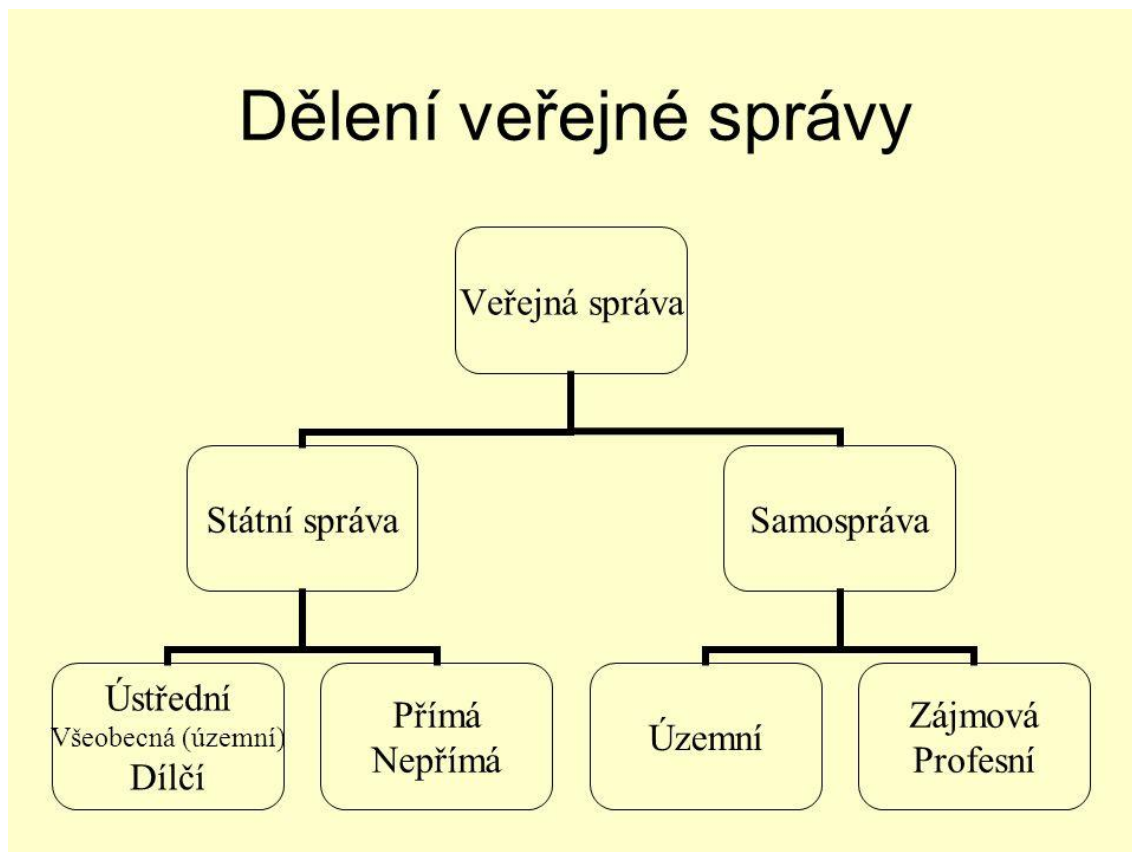 Dělení veřejné správy
Veřejná správa
Státní správa
Samospráva
Ústřední
Všeobecná (územní)
Dílčí
Přímá
Nepřímá
Územní
Zájmová
Profesní